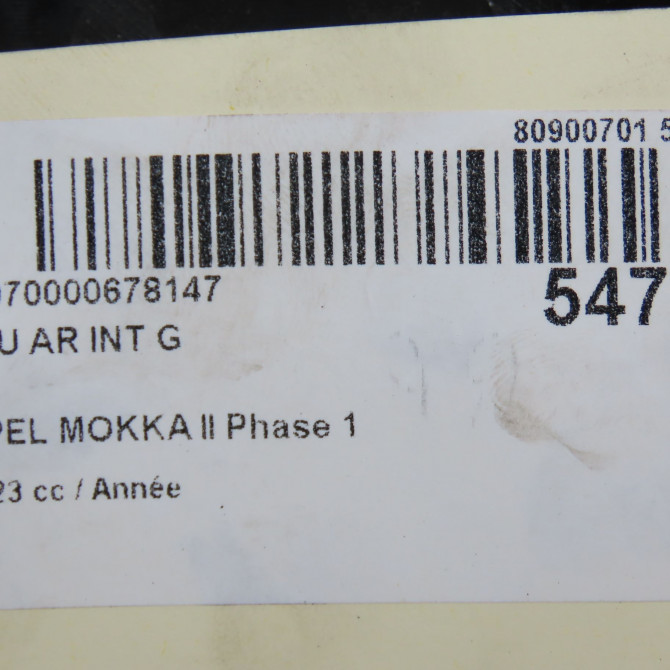 80900701 5
070000678147
547
U AR INT G
PEL MOKKA II Phase 1
23 cc / Année